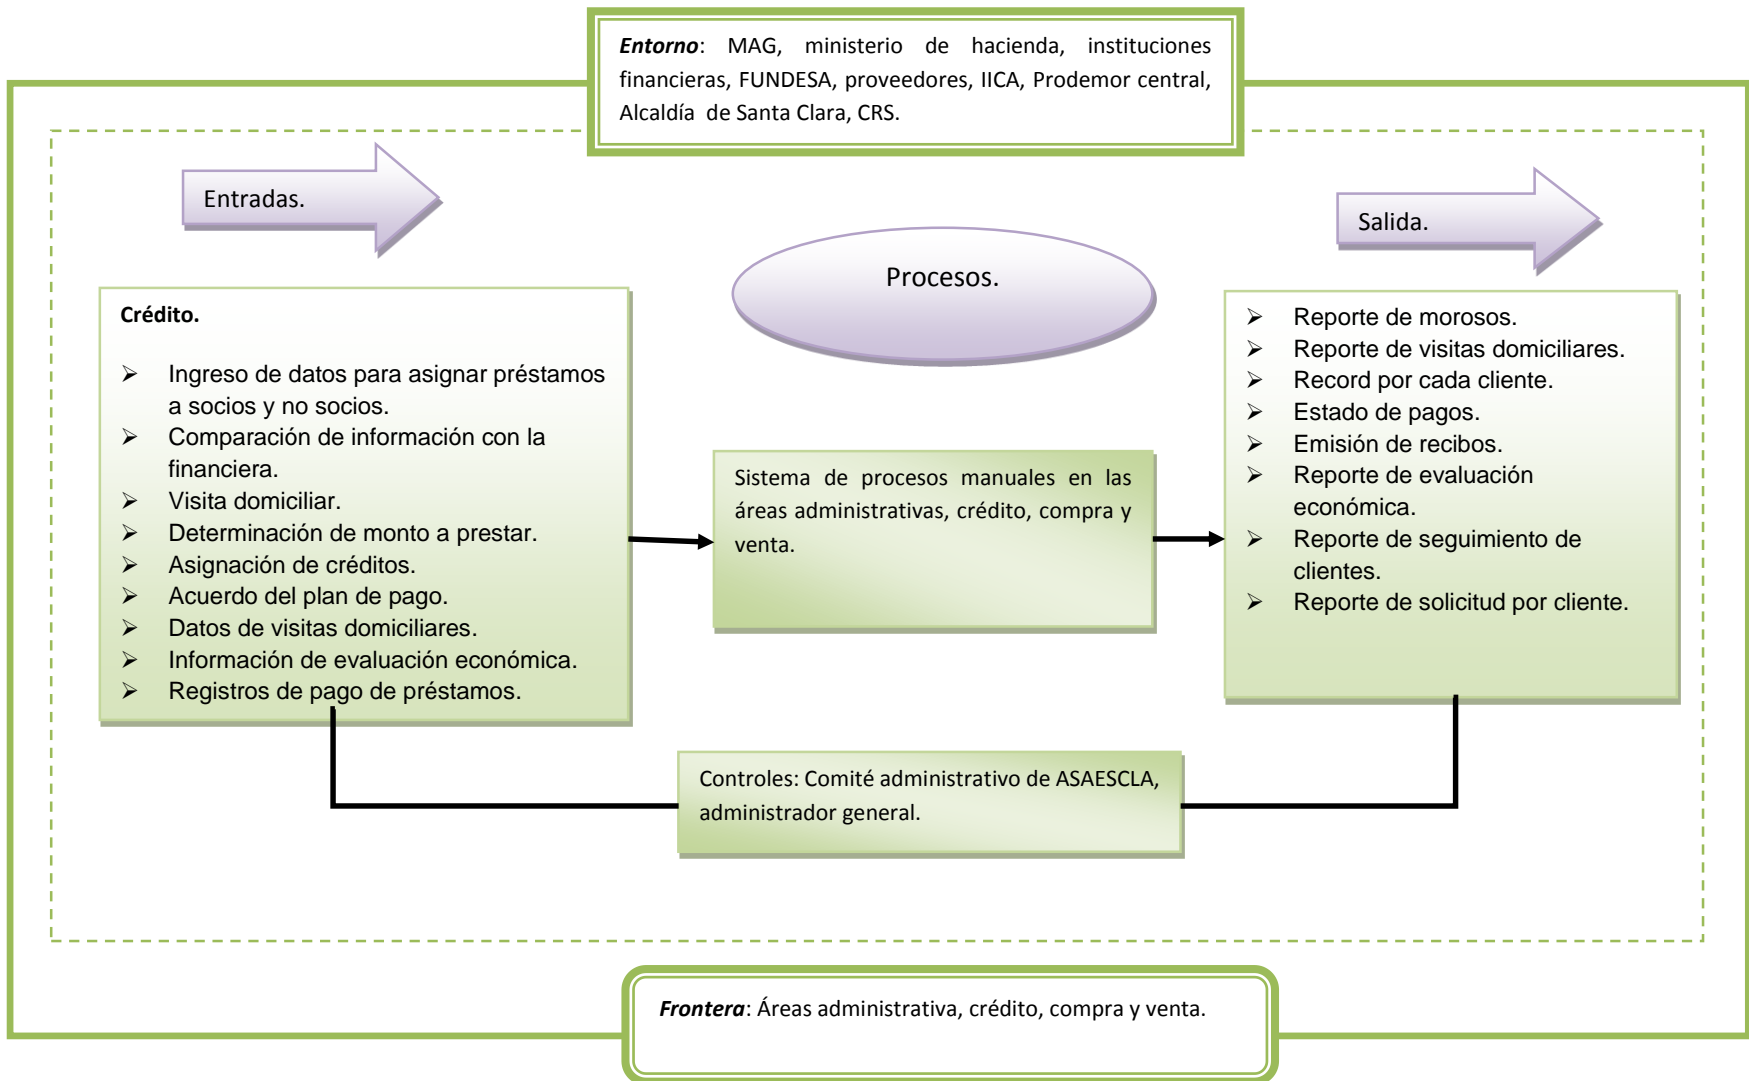 Entorno: MAG, ministerio de hacienda, instituciones
financieras, FUNDESA, proveedores, IICA, Prodemor central,
Alcaldía de Santa Clara, CRS.
Entradas.
Procesos.
Salida.
Crédito.
➢ Ingreso de datos para asignar préstamos
a socios y no socios.
➢ Comparación de información con la
financiera.
➢ Visita domiciliar.
➢ Determinación de monto a prestar.
➢ Asignación de créditos.
➢ Acuerdo del plan de pago.
➢ Datos de visitas domiciliares.
➢ Información de evaluación económica.
➢ Registros de pago de préstamos.
Sistema de procesos manuales en las
áreas administrativas, crédito, compra y
venta.
➢ Reporte de morosos.
➢ Reporte de visitas domiciliares.
➢ Record por cada cliente.
➢ Estado de pagos.
➢ Emisión de recibos.
➢ Reporte de evaluación
económica.
➢ Reporte de seguimiento de
clientes.
➢ Reporte de solicitud por cliente.
Controles: Comité administrativo de ASAESCLA,
administrador general.
Frontera: Áreas administrativa, crédito, compra y venta.